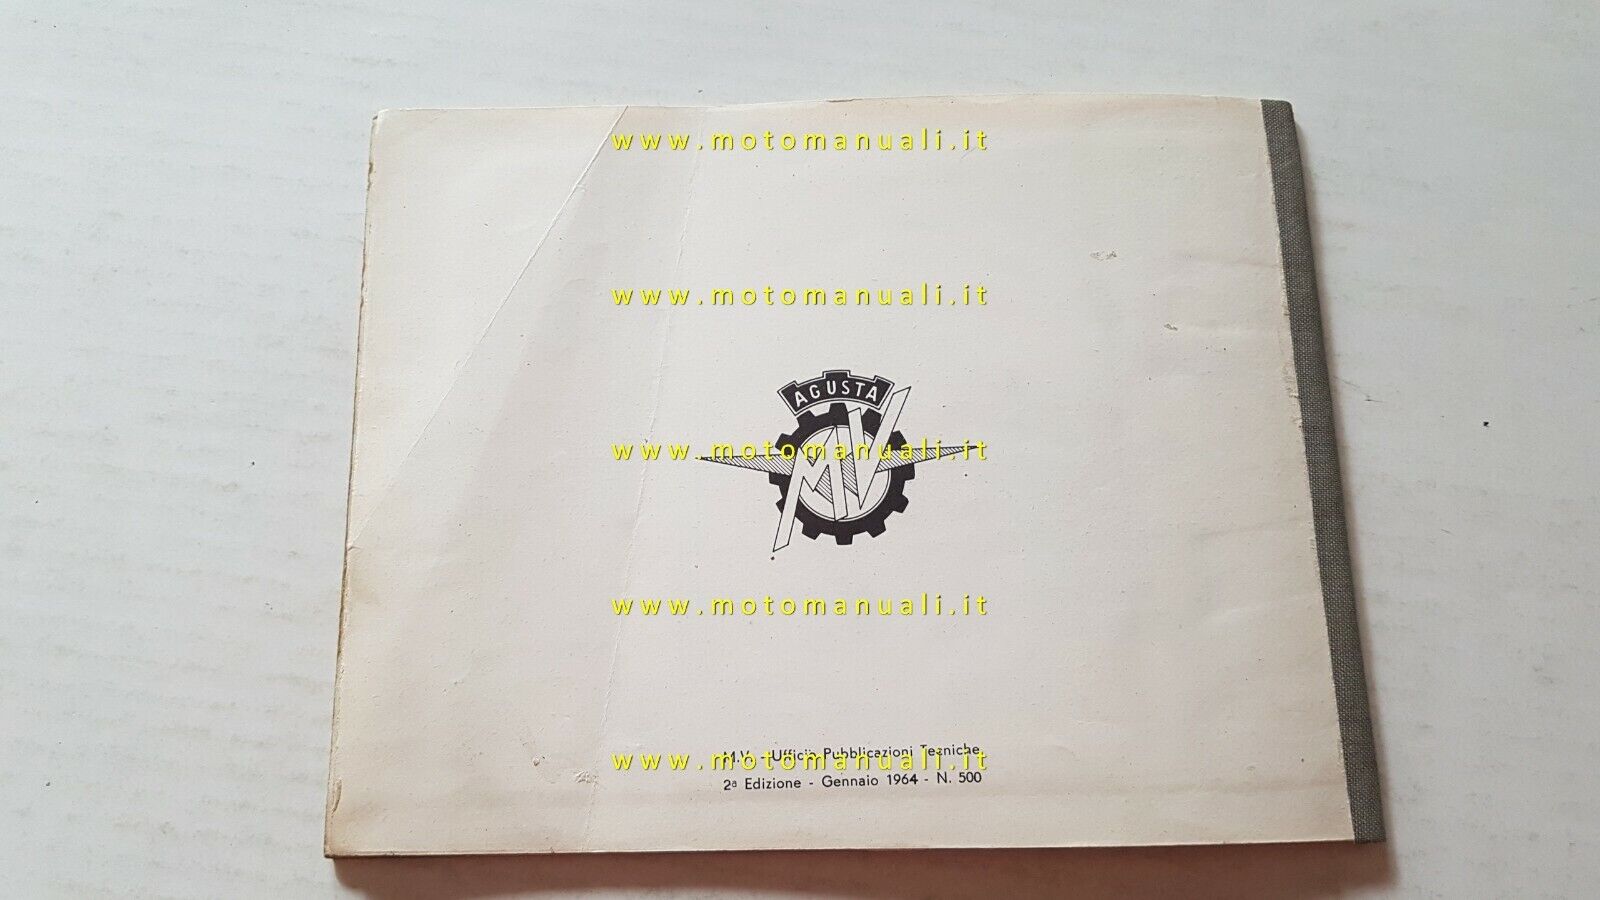 www.motomanuali.it
www.motomanuali.it
AGUSTA
MV
www.motomanuali.it
www.motomanuali.it
M.V. - Ufficio Pubblicazioni Tecniche
www.motomanuali.it
2ª Edizione - Gennaio 1964 - N. 500